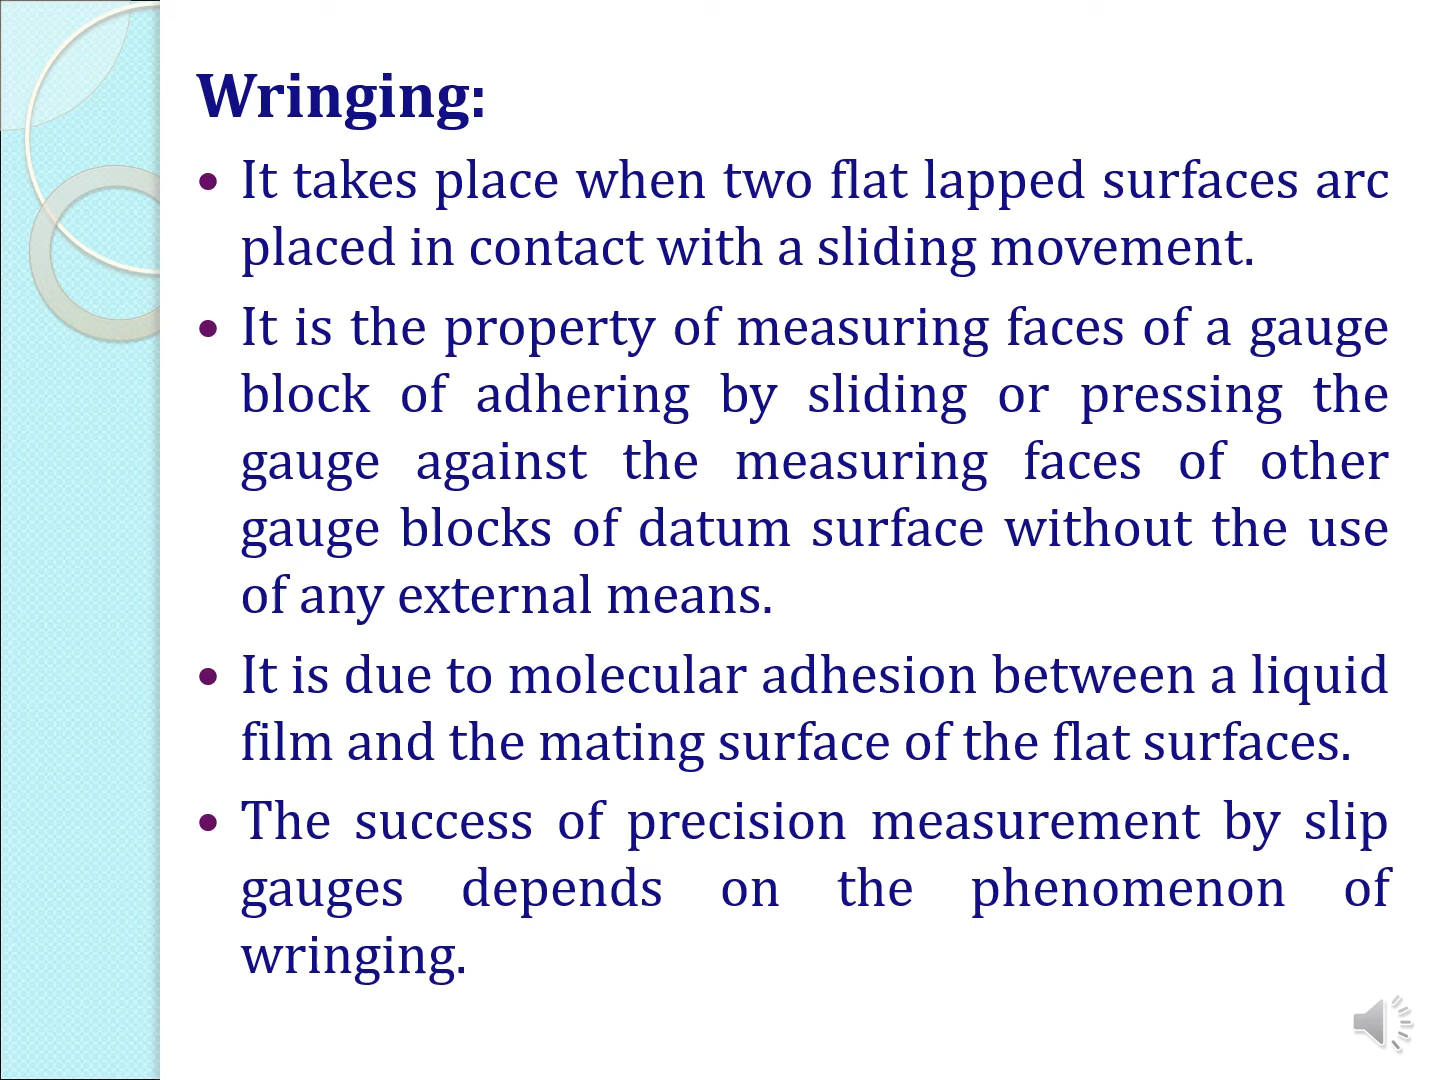 Wringing:
• It takes place when two flat lapped surfaces arc
placed in contact with a sliding movement.
• It is the property of measuring faces of a gauge
block of adhering by sliding or pressing the
gauge against the measuring faces of other
gauge blocks of datum surface without the use
of any external means.
• It is due to molecular adhesion between a liquid
film and the mating surface of the flat surfaces.
• The success of precision measurement by slip
gauges depends on the phenomenon of
wringing.